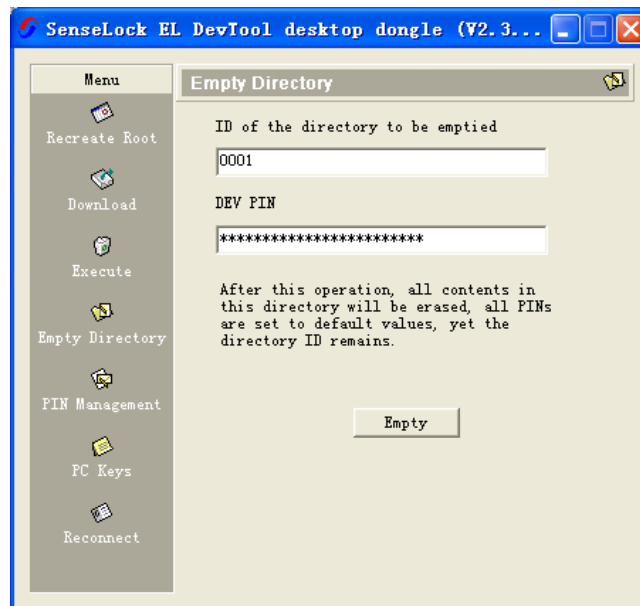 SenseLock EL DevTool desktop dongle (V2.3...
Menu
Recreate Root
Download
Execute
Empty Directory
PIN Management
PC Keys
Reconnect
Empty Directory
ID of the directory to be emptied
0001
DEV PIN
************************
After this operation, all contents in
this directory will be erased, all PINs
are set to default values, yet the
directory ID remains.
Empty